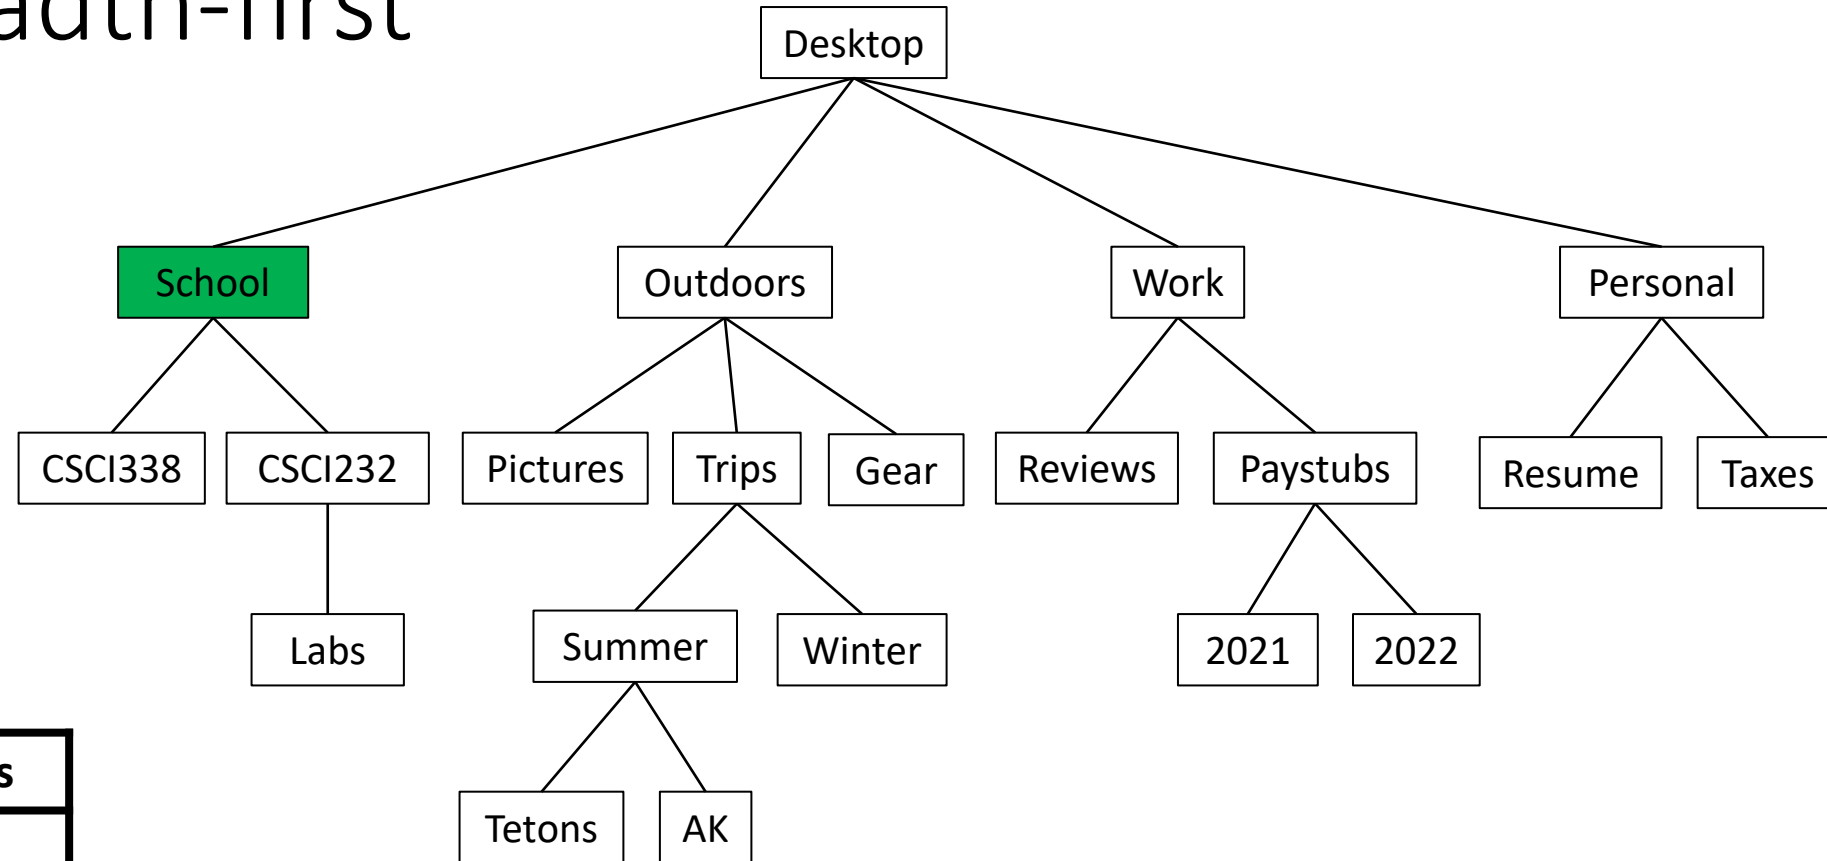 adth-first
Desktop
School Outdoors Work Personal
CSCI338 CSCI232 Pictures Trips Gear Reviews Paystubs Resume Taxes
Labs Summer Winter 2021 2022
s
Tetons AK